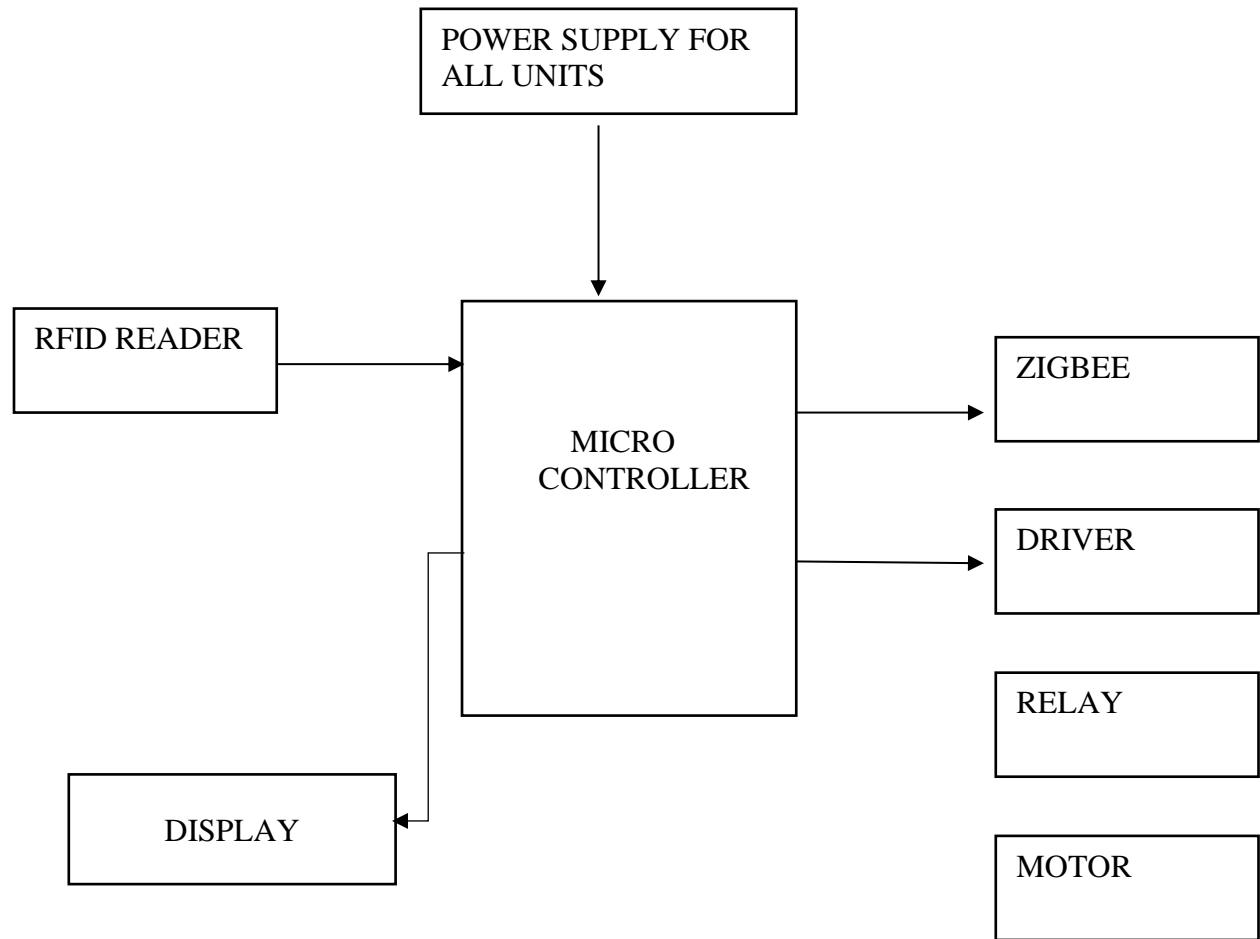 POWER SUPPLY FOR
ALL UNITS
RFID READER
ZIGBEE
MICRO
CONTROLLER
DRIVER
RELAY
DISPLAY
MOTOR